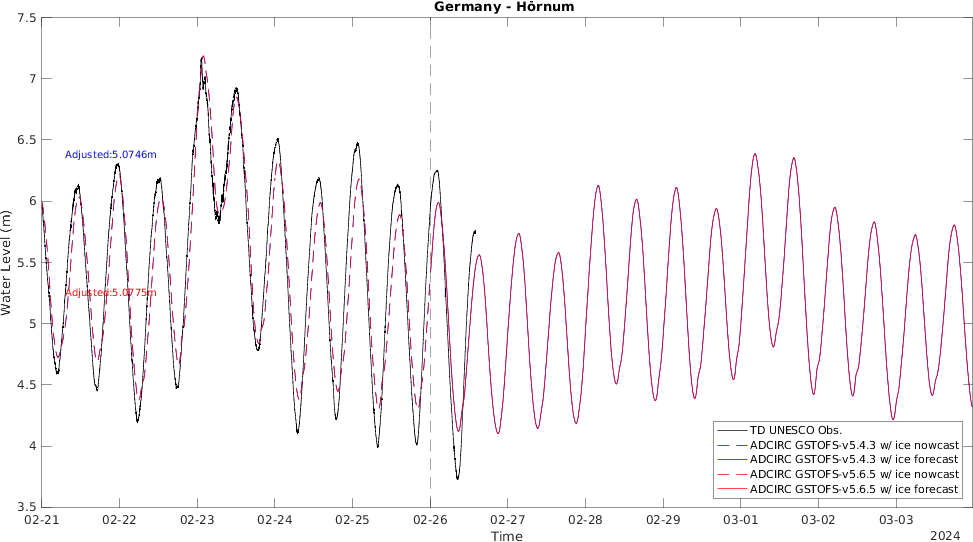 Germany - Hörnum
7.5
7
6.5
6
5.5
5
4.5
4
3.5
Water Level (m)
Adjusted:5.0746m
Adjusted:5.0775m
TD UNESCO Obs.
ADCIRC GSTOFS-v5.4.3 w/ ice nowcast
ADCIRC GSTOFS-v5.4.3 w/ ice forecast
ADCIRC GSTOFS-v5.6.5 w/ ice nowcast
ADCIRC GSTOFS-v5.6.5 w/ ice forecast
02-21 02-22 02-23 02-24 02-25 02-26 02-27 02-28 02-29 03-01 03-02 03-03
Time
2024